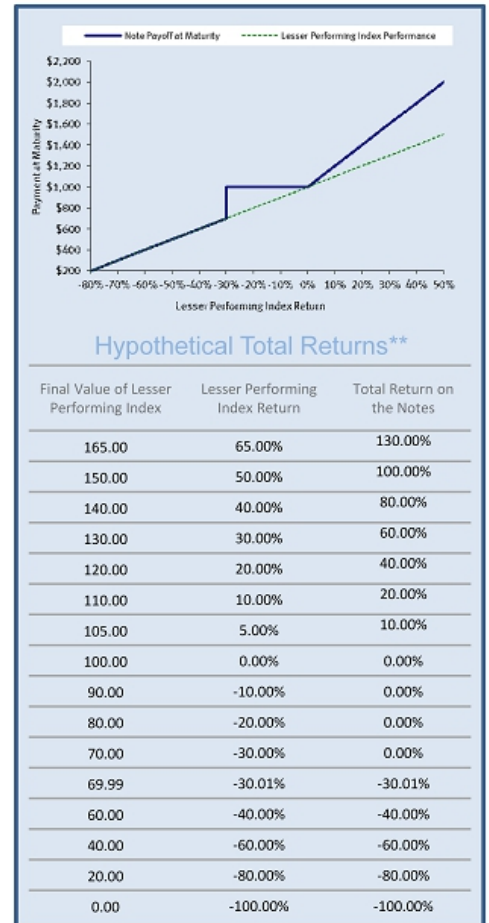 Note Payoff at Maturity    Lesser Performing Index Performance
$2,200
$2,000
$1,800
$1,600
$1,400
$1,200
$1,000
$800
$600
$400
$200
Payment at Maturity
-80% -70% -60% -50% -40% -30% -20% -10% 0% 10% 20% 30% 40% 50%
Lesser Performing Index Return
Hypothetical Total Returns**
Final Value of Lesser Lesser Performing Total Return on
Performing Index Index Return the Notes
165.00 65.00% 130.00%
150.00 50.00% 100.00%
140.00 40.00% 80.00%
130.00 30.00% 60.00%
120.00 20.00% 40.00%
110.00 10.00% 20.00%
105.00 5.00% 10.00%
100.00 0.00% 0.00%
90.00 -10.00% 0.00%
80.00 -20.00% 0.00%
70.00 -30.00% 0.00%
69.99 -30.01% -30.01%
60.00 -40.00% -40.00%
40.00 -60.00% -60.00%
20.00 -80.00% -80.00%
0.00 -100.00% -100.00%